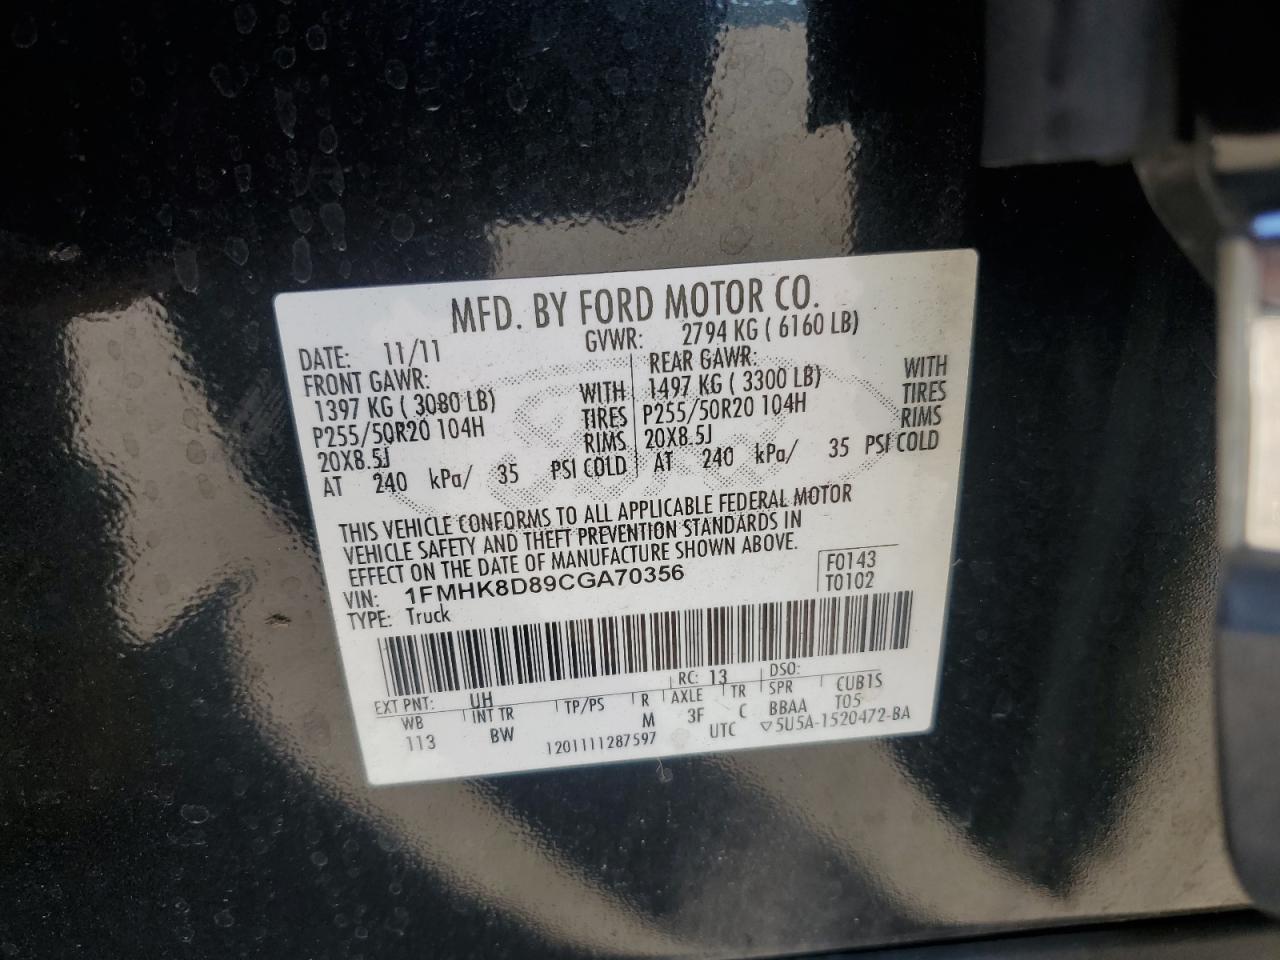 MFD. BY FORD MOTOR CO.
DATE: 11/11 GVWR: 2794 KG ( 6160 LB)
FRONT GAWR: REAR GAWR:
1397 KG ( 3080 LB) WITH 1497 KG ( 3300 LB) WITH
P255/50R20 104H TIRES P255/50R20 104H TIRES
20X8.5J RIMS 20X8.5J RIMS
AT 240 kPa/ 35 PSI COLD AT 240 kPa/ 35 PSI COLD
THIS VEHICLE CONFORMS TO ALL APPLICABLE FEDERAL MOTOR
VEHICLE SAFETY AND THEFT PREVENTION STANDARDS IN
EFFECT ON THE DATE OF MANUFACTURE SHOWN ABOVE.
VIN: 1FMHK8D89CGA70356 F0143
TYPE: Truck T0102
EXT PNT: UH RC: 13 DSO:
WB INT TR TP/PS R AXLE TR SPR CUB1S
113 BW M 3F C BBAA T05
1201111287597 UTC ▽5U5A-1520472-BA